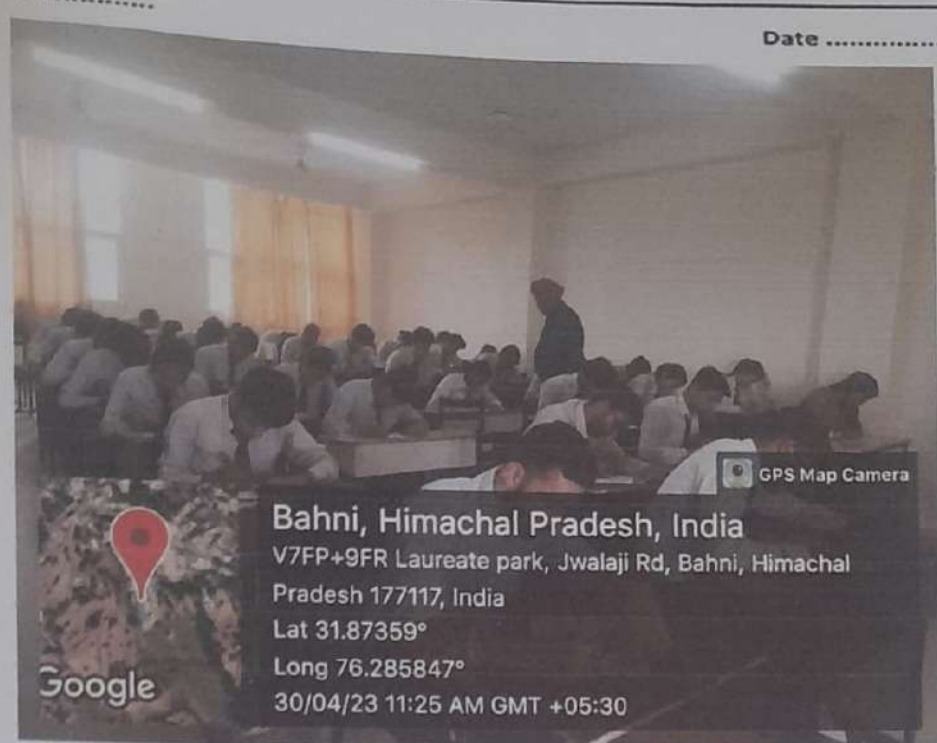 Date ..............
GPS Map Camera
Bahni, Himachal Pradesh, India
V7FP+9FR Laureate park, Jwalaji Rd, Bahni, Himachal
Pradesh 177117, India
Lat 31.87359°
Long 76.285847°
30/04/23 11:25 AM GMT +05:30
Google